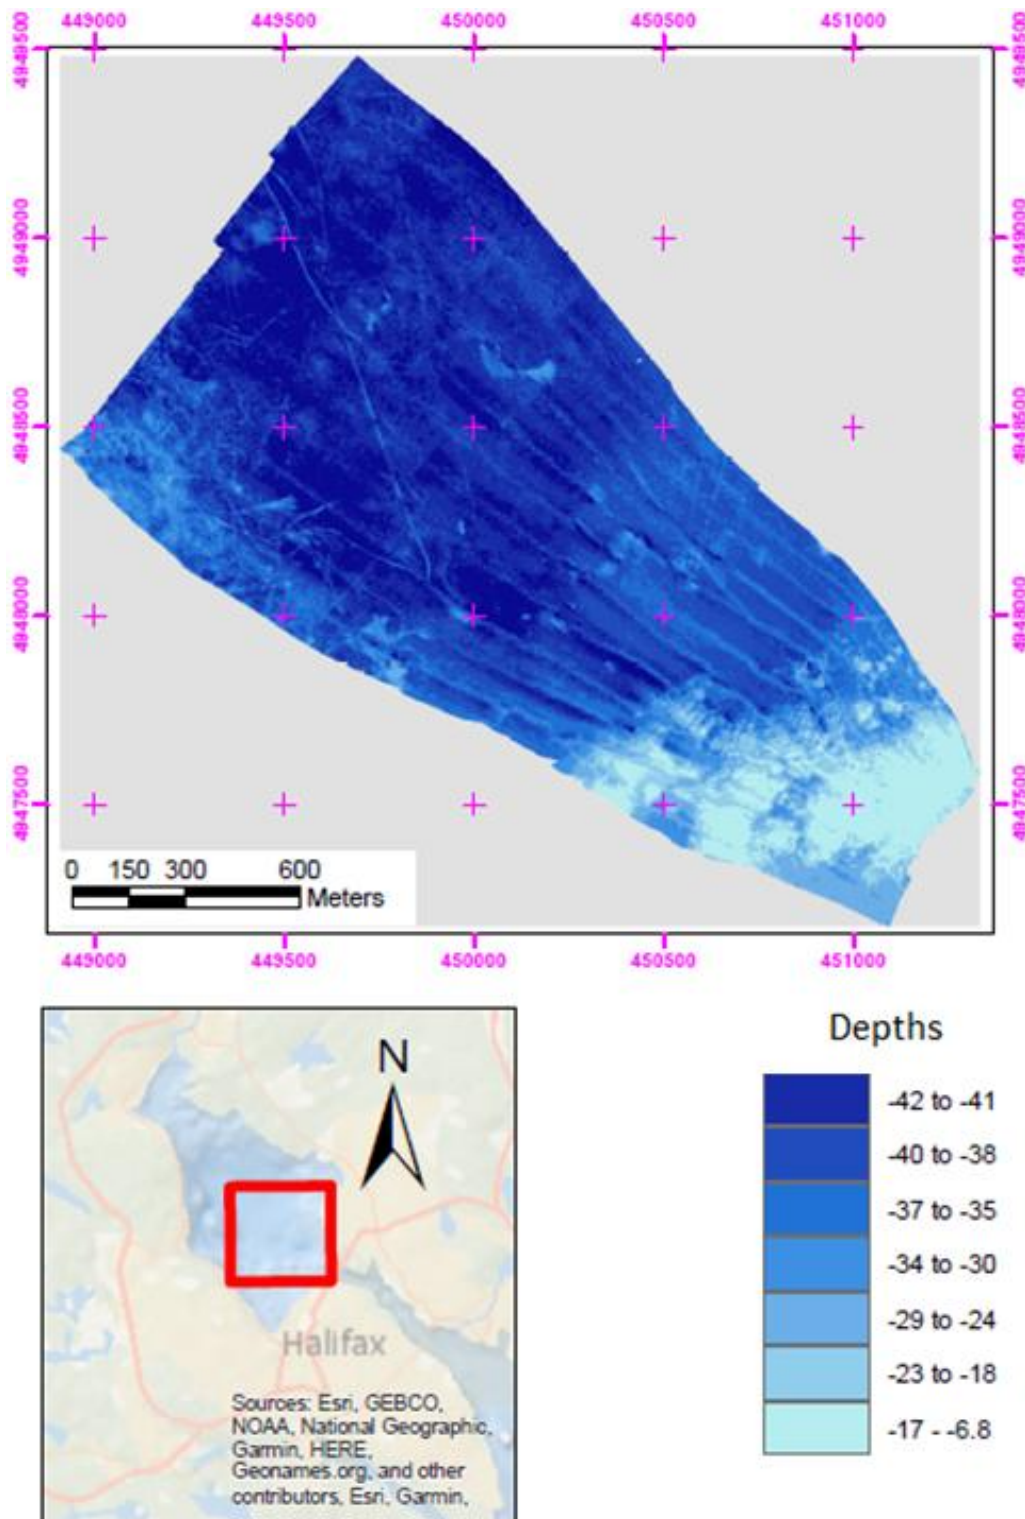 449000 449500 450000 450500 451000
4949500 4949500
4949000 4949000
4948500 4948500
4948000 4948000
4947500 4947500
0 150 300 600
Meters
449000 449500 450000 450500 451000
N
Halifax
Sources: Esri, GEBCO,
NOAA, National Geographic,
Garmin, HERE,
Geonames.org, and other
contributors, Esri, Garmin,
Depths
-42 to -41
-40 to -38
-37 to -35
-34 to -30
-29 to -24
-23 to -18
-17 - -6.8